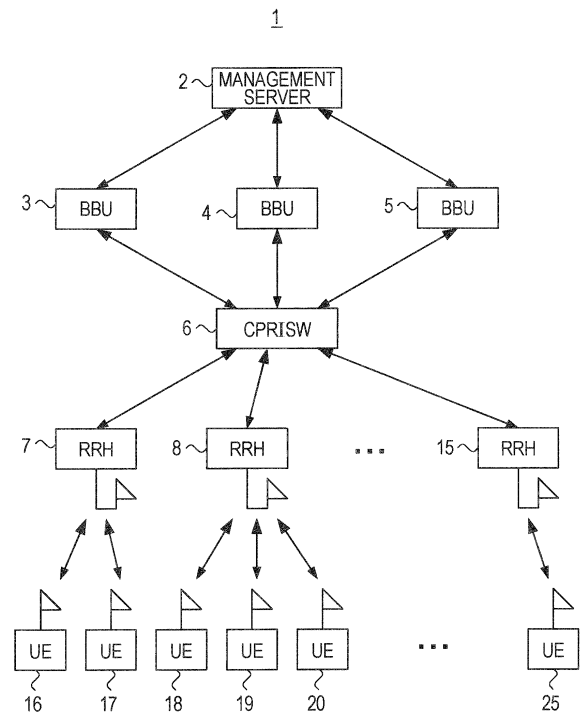 1
2 MANAGEMENT
SERVER
3 BBU 4 BBU 5 BBU
6 CPRISW
7 RRH 8 RRH ... 15 RRH
UE UE UE UE UE ... UE
16 17 18 19 20 25